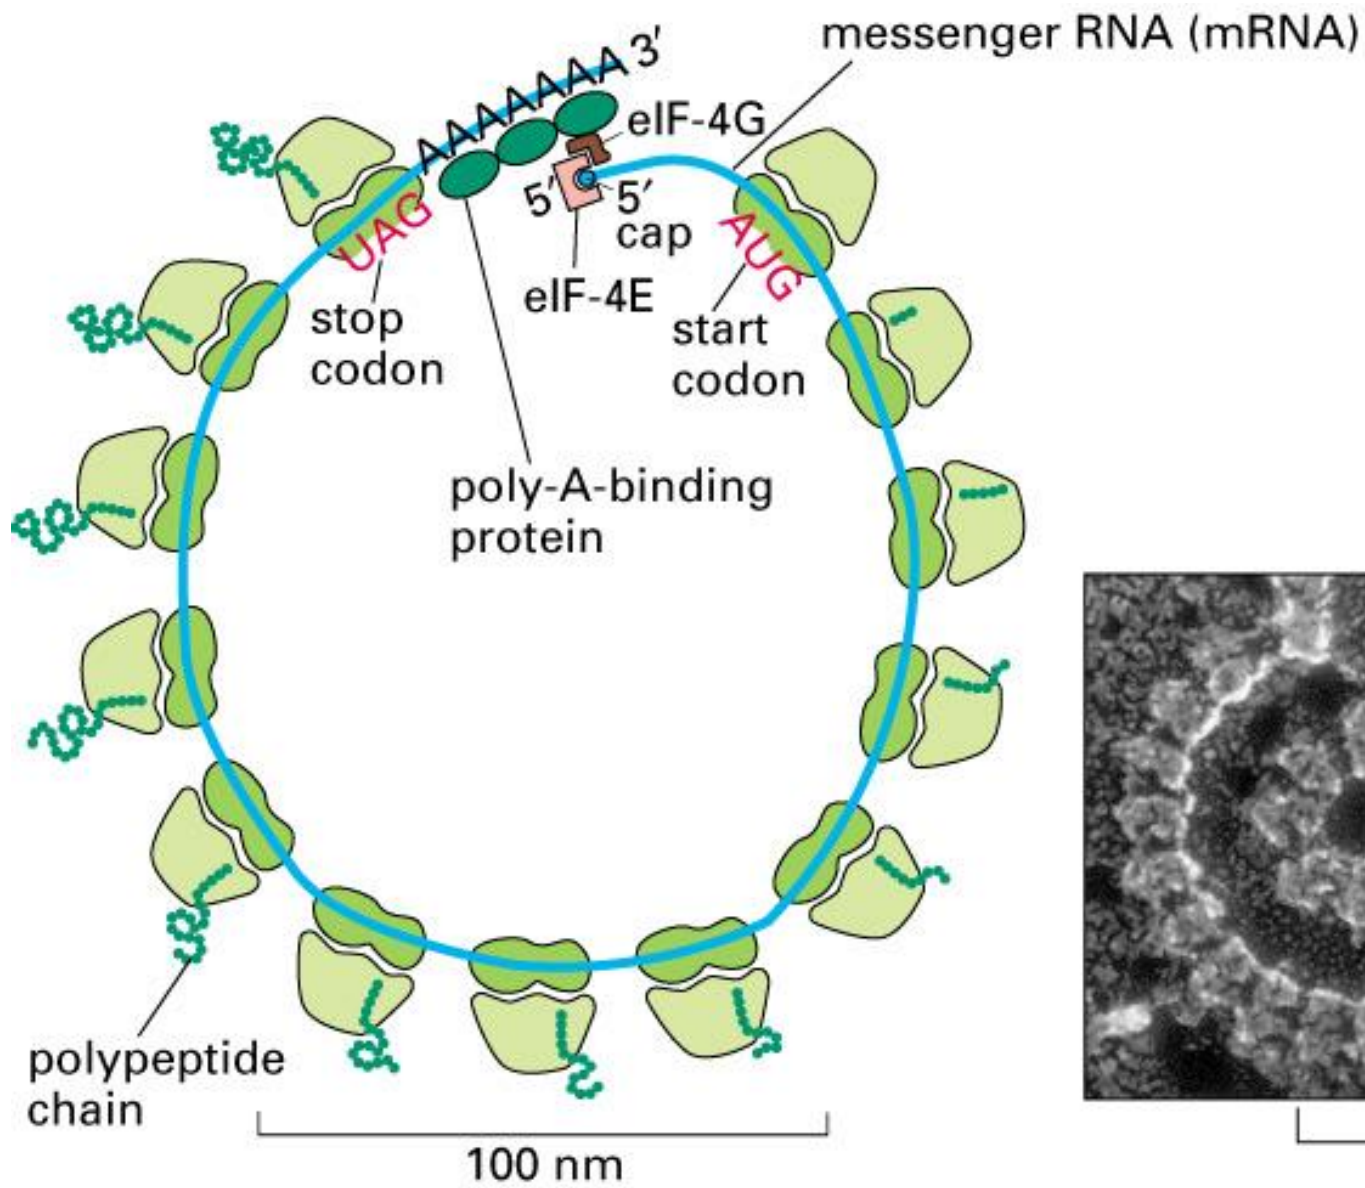 messenger RNA (mRNA)
AAAAAAA 3′
eIF-4G
5′
5′
cap
UAG
AUG
eIF-4E
stop
codon
start
codon
poly-A-binding
protein
polypeptide
chain
100 nm